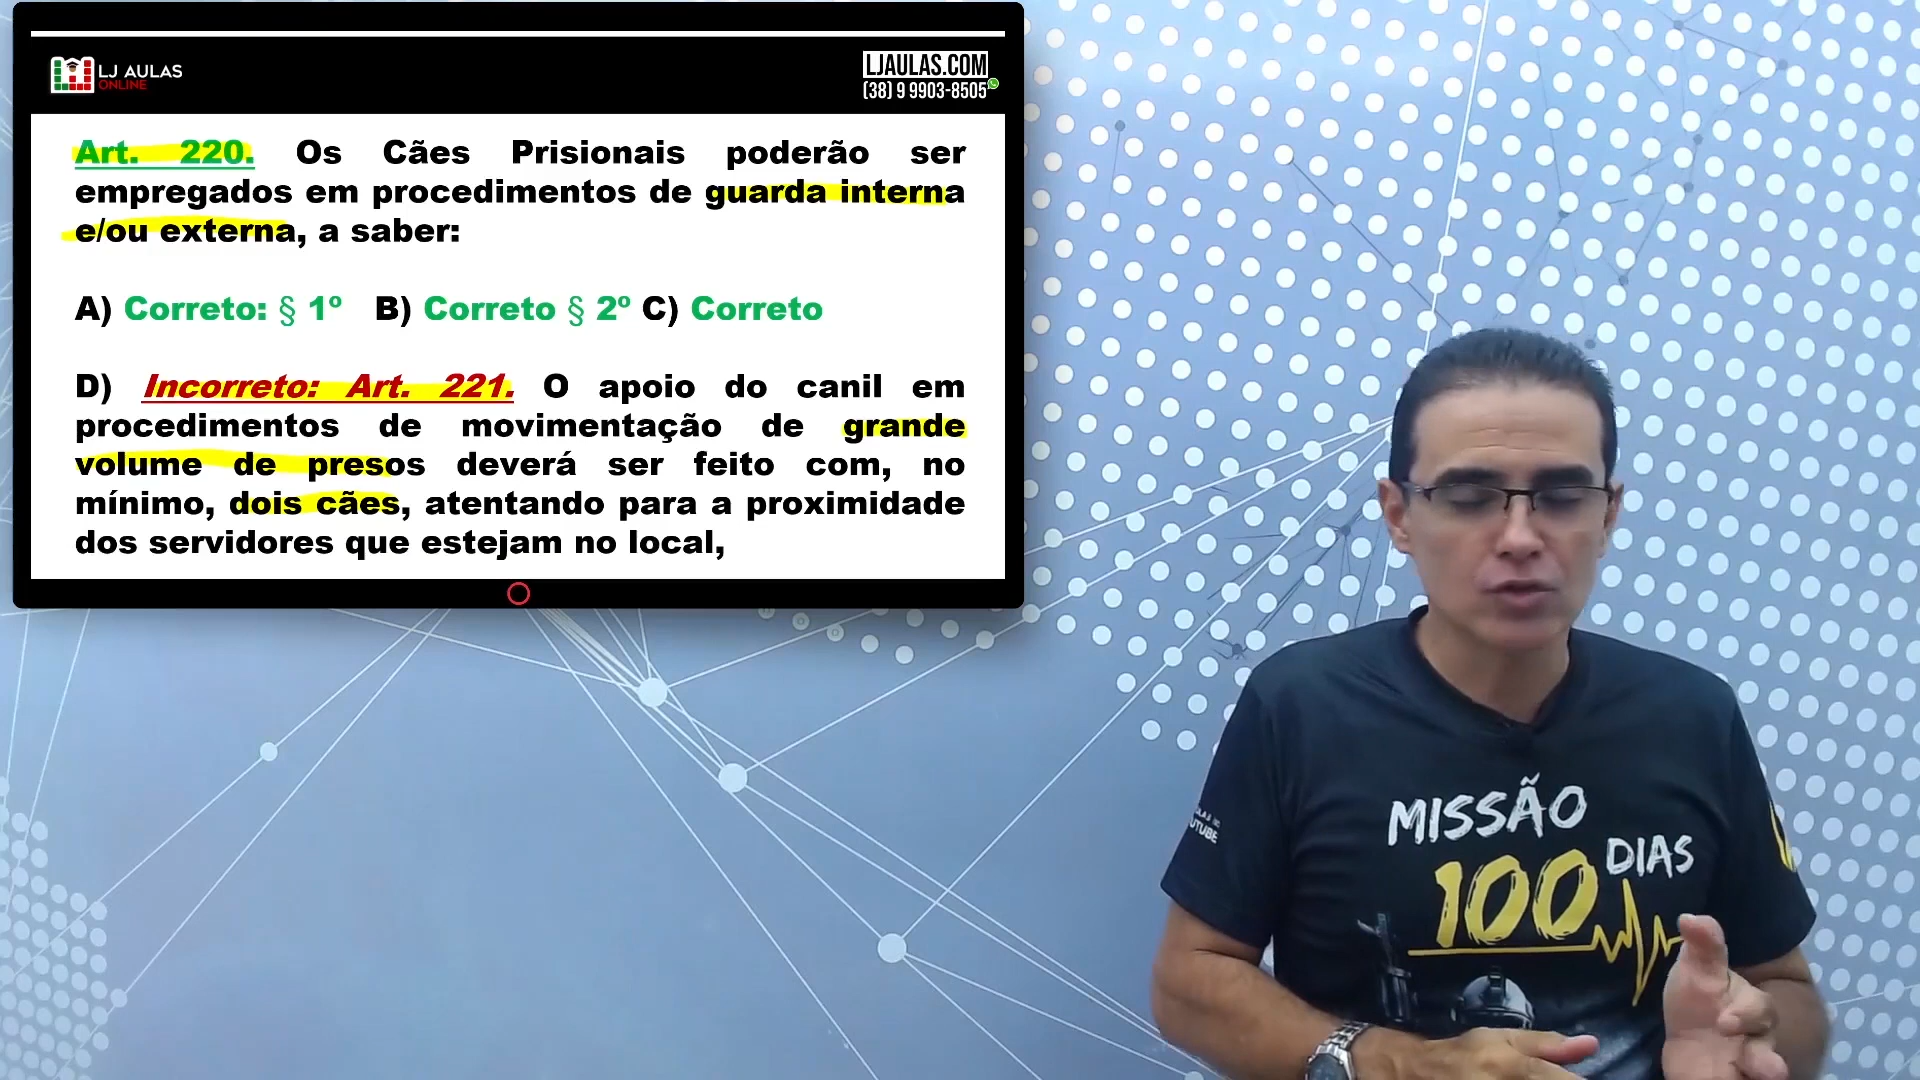 LJ AULAS
ONLINE
LJAULAS.COM
(38) 9 9903-8505
Art. 220. Os Cães Prisionais poderão ser
empregados em procedimentos de guarda interna
e/ou externa, a saber:
A) Correto: § 1º B) Correto § 2º C) Correto
D) Incorreto: Art. 221. O apoio do canil em
procedimentos de movimentação de grande
volume de presos deverá ser feito com, no
mínimo, dois cães, atentando para a proximidade
dos servidores que estejam no local,
MISSÃO
100 DIAS
UTUBE